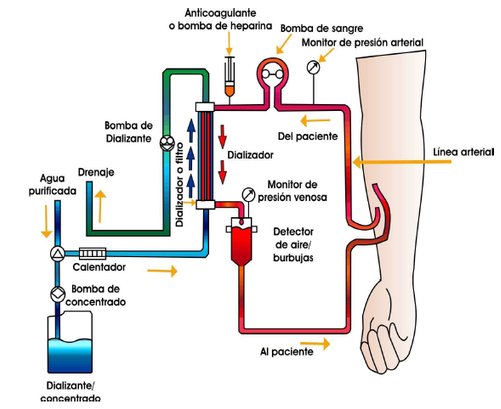 Anticoagulante
o bomba de heparina
Bomba de sangre
Monitor de presión arterial
Bomba de
Dializante
Del paciente
Línea arterial
Dializador
Dializador o filtro
Agua
purificada
Drenaje
Monitor de
presión venosa
Detector
de aire/
burbujas
Calentador
Bomba de
concentrado
Al paciente
Dializante/
concentrado